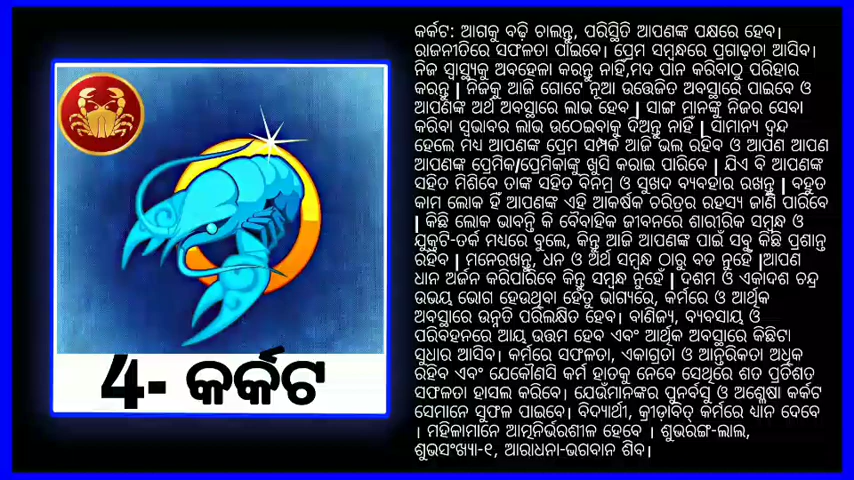 4- କର୍କଟ
କର୍କଟ: ଆଗକୁ ବଢ଼ି ଚାଲନ୍ତୁ, ପରିସ୍ଥିତି ଆପଣଙ୍କ ପକ୍ଷରେ ହେବ।
ରାଜନୀତିରେ ସଫଳତା ପାଇବେ। ପ୍ରେମ ସମ୍ବନ୍ଧରେ ପ୍ରଗାଢ଼ତା ଆସିବ।
ନିଜ ସ୍ୱାସ୍ଥ୍ୟକୁ ଅବହେଳା କରନ୍ତୁ ନାହିଁ,ମଦ ପାନ କରିବାଠୁ ପରିହାର
କରନ୍ତୁ | ନିଜକୁ ଆଜି ଗୋଟେ ନୂଆ ଉତ୍ତେଜିତ ଅବସ୍ଥାରେ ପାଇବେ ଓ
ଆପଣଙ୍କ ଅର୍ଥ ଅବସ୍ଥାରେ ଲାଭ ହେବ | ସାଙ୍ଗ ମାନଙ୍କୁ ନିଜର ସେବା
କରିବା ସ୍ୱଭାବର ଲାଭ ଉଠେଇବାକୁ ଦିଅନ୍ତୁ ନାହିଁ | ସାମାନ୍ୟ ଦ୍ୱନ୍ଦ
ହେଲେ ମଧ୍ୟ ଆପଣଙ୍କ ପ୍ରେମ ସମ୍ପର୍କ ଆଜି ଭଲ ରହିବ ଓ ଆପଣ ଆପଣ
ଆପଣଙ୍କ ପ୍ରେମିକ/ପ୍ରେମିକାଙ୍କୁ ଖୁସି କରାଇ ପାରିବେ | ଯିଏ ବି ଆପଣଙ୍କ
ସହିତ ମିଶିବେ ତାଙ୍କ ସହିତ ବିନମ୍ର ଓ ସୁଖଦ ବ୍ୟବହାର ରଖନ୍ତୁ | ବହୁତ
କାମ୍ ଲୋକ ହିଁ ଆପଣଙ୍କ ଏହି ଆକର୍ଷକ ଚରିତ୍ରର ରହସ୍ୟ ଜାଣି ପାରିବେ
| କିଛି ଲୋକ ଭାବନ୍ତି କି ବୈବାହିକ ଜୀବନରେ ଶାରୀରିକ ସମ୍ବନ୍ଧ ଓ
ଯୁକ୍ତି-ତର୍କ ମଧ୍ୟରେ ବୁଲେ, କିନ୍ତୁ ଆଜି ଆପଣଙ୍କ ପାଇଁ ସବୁ କିଛି ପ୍ରଶାନ୍ତ
ରହିବ | ମନେରଖନ୍ତୁ, ଧନ ଓ ଅର୍ଥ ସମ୍ବନ୍ଧ ଠାରୁ ବଡ ନୁହେଁ |ଆପଣ
ଧାନ ଅର୍ଜନ କରିପାରିବେ କିନ୍ତୁ ସମ୍ବନ୍ଧ ନୁହେଁ | ଦଶମ ଓ ଏକାଦଶ ଚନ୍ଦ୍ର
ଉଭୟ ଭୋଗ ହେଉଥିବା ହେତୁ ଭାଗ୍ୟରେ, କର୍ମରେ ଓ ଆର୍ଥିକ
ଅବସ୍ଥାରେ ଉନ୍ନତି ପରିଲକ୍ଷିତ ହେବ। ବାଣିଜ୍ୟ, ବ୍ୟବସାୟ ଓ
ପରିବହନରେ ଆୟ ଉତ୍ତମ ହେବ ଏବଂ ଆର୍ଥିକ ଅବସ୍ଥାରେ କିଛିଟା
ସୁଧାର ଆସିବ। କର୍ମରେ ସଫଳତା, ଏକାଗ୍ରତା ଓ ଆନ୍ତରିକତା ଅଧିକ
ରହିବ ଏବଂ ଯେକୌଣସି କର୍ମ ହାତକୁ ନେବେ ସେଥିରେ ଶତ ପ୍ରତିଶତ
ସଫଳତା ହାସଲ କରିବେ। ଯେଉଁମାନଙ୍କର ପୁନର୍ବସୁ ଓ ଅଶ୍ଳେଷା କର୍କଟ
ସେମାନେ ସୁଫଳ ପାଇବେ। ବିଦ୍ୟାର୍ଥୀ, କ୍ରୀଡ଼ାବିତ୍ କର୍ମରେ ଧ୍ୟାନ ଦେବେ
। ମହିଳାମାନେ ଆତ୍ମନିର୍ଭରଶୀଳ ହେବେ । ଶୁଭରଙ୍ଗ-ଲାଲ,
ଶୁଭସଂଖ୍ୟା-୧, ଆରାଧନା-ଭଗବାନ ଶିବ।